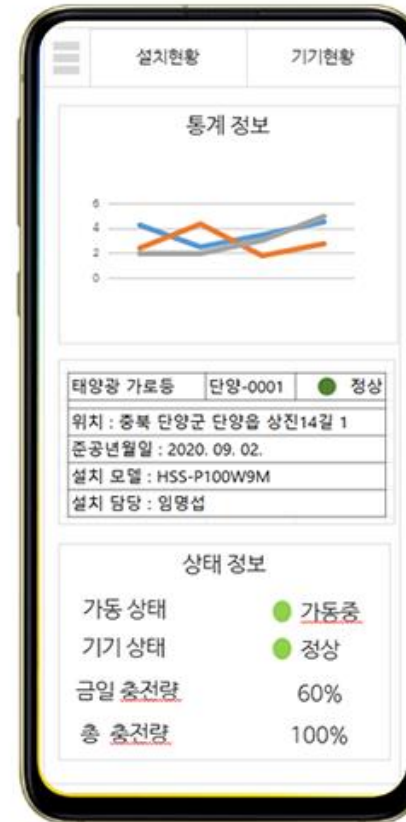 설치현황 기기현황
통계 정보
6
4
2
0
태양광 가로등 단양-0001 정상
위치 : 충북 단양군 단양읍 상진14길 1
준공년월일 : 2020. 09. 02.
설치 모델 : HSS-P100W9M
설치 담당 : 임명섭
상태 정보
가동 상태 가동중
기기 상태 정상
금일 충전량 60%
총 충전량 100%